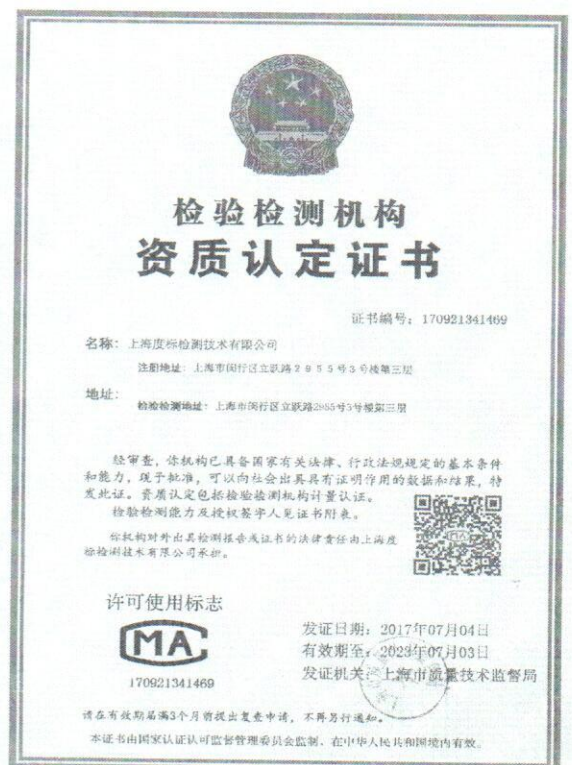 检验检测机构
资质认定证书
证书编号：170921341469
名称：上海度标检测技术有限公司
注册地址：上海市闵行区立跃路2955号3号楼第三层
地址：
检验检测地址：上海市闵行区立跃路2955号3号楼第三层
经审查，你机构已具备国家有关法律、行政法规规定的基本条件
和能力，现予批准，可以向社会出具具有证明作用的数据和结果，特
发此证。资质认定包括检验检测机构计量认证。
检验检测能力及授权签字人见证书附表。
你机构对外出具检测报告或证书的法律责任由上海度
标检测技术有限公司承担。
许可使用标志
MA
170921341469
发证日期：2017年07月04日
有效期至：2023年07月03日
发证机关：上海市质量技术监督局
请在有效期届满3个月前提出复查申请，不再另行通知。
本证书由国家认证认可监督管理委员会监制，在中华人民共和国境内有效。